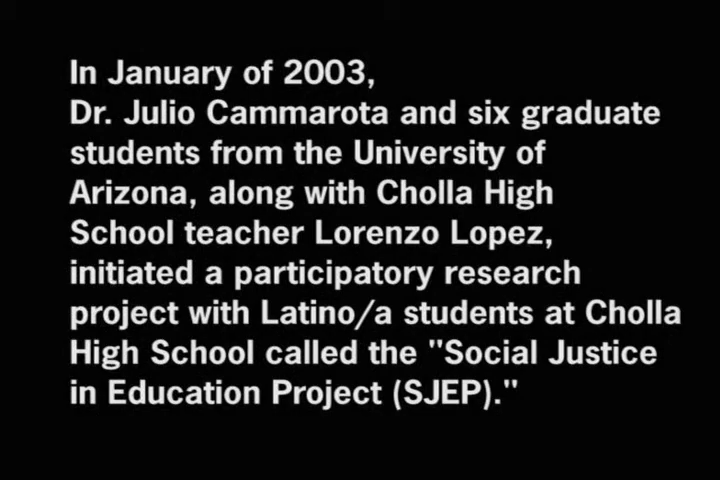 In January of 2003,
Dr. Julio Cammarota and six graduate
students from the University of
Arizona, along with Cholla High
School teacher Lorenzo Lopez,
initiated a participatory research
project with Latino/a students at Cholla
High School called the "Social Justice
in Education Project (SJEP)."